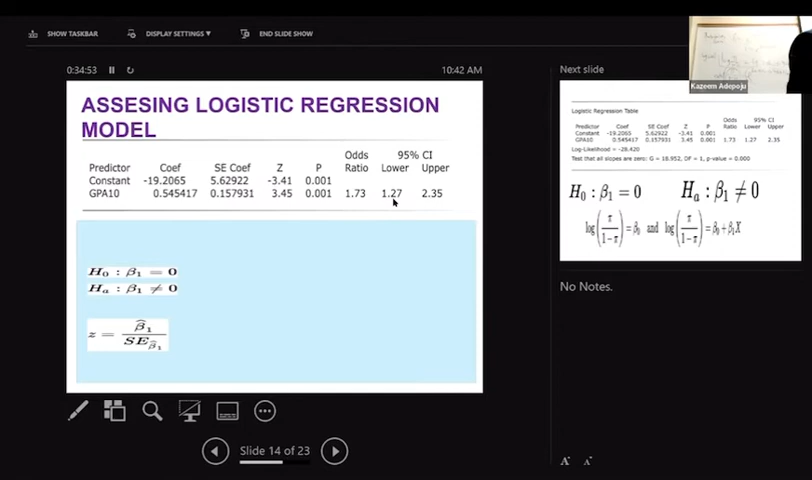 SHOW TASKBAR
DISPLAY SETTINGS ▼
END SLIDE SHOW
Kazeem Adepoju
0:34:53
10:42 AM
ASSESING LOGISTIC REGRESSION
MODEL
Odds 95% CI
Predictor Coef SE Coef Z P Ratio Lower Upper
Constant -19.2065 5.62922 -3.41 0.001
GPA10 0.545417 0.157931 3.45 0.001 1.73 1.27 2.35
H₀ : β₁ = 0
Hₐ : β₁ ≠ 0
z = β̂₁ / SE_β̂₁
Slide 14 of 23
Next slide
Logistic Regression Table
Odds 95% CI
Predictor Coef SE Coef Z P Ratio Lower Upper
Constant -19.2065 5.62922 -3.41 0.001
GPA10 0.545417 0.157931 3.45 0.001 1.73 1.27 2.35
Log-Likelihood = -28.420
Test that all slopes are zero: G = 18.952, DF = 1, p-value = 0.000
H₀ : β₁ = 0 Hₐ : β₁ ≠ 0
log(π/1−π) = β₀ and log(π/1−π) = β₀ + β₁X
No Notes.
A A